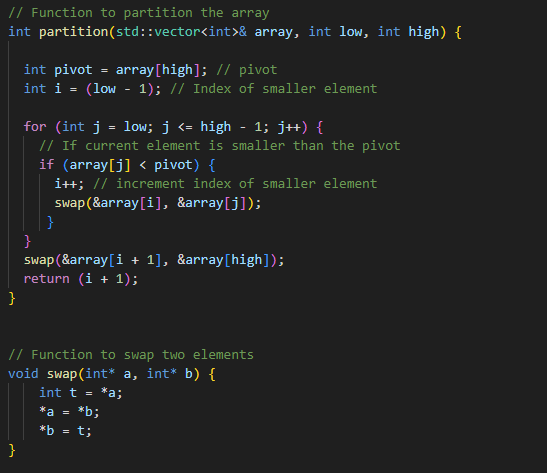 // Function to partition the array
int partition(std::vector<int>& array, int low, int high) {
int pivot = array[high]; // pivot
int i = (low - 1); // Index of smaller element
for (int j = low; j <= high - 1; j++) {
// If current element is smaller than the pivot
if (array[j] < pivot) {
i++; // increment index of smaller element
swap(&array[i], &array[j]);
}
}
swap(&array[i + 1], &array[high]);
return (i + 1);
}
// Function to swap two elements
void swap(int* a, int* b) {
int t = *a;
*a = *b;
*b = t;
}